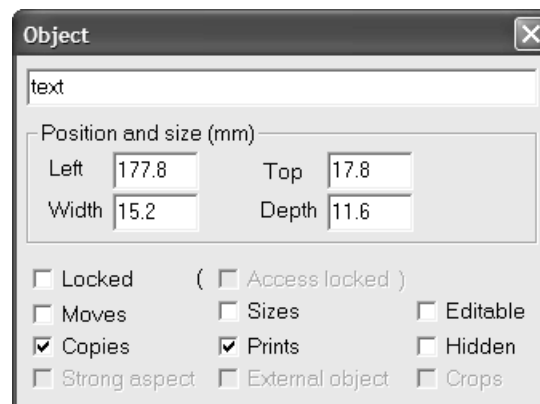 Object
text
Position and size (mm)
Left 177.8 Top 17.8
Width 15.2 Depth 11.6
Locked ( Access locked )
Moves Sizes Editable
Copies Prints Hidden
Strong aspect External object Crops